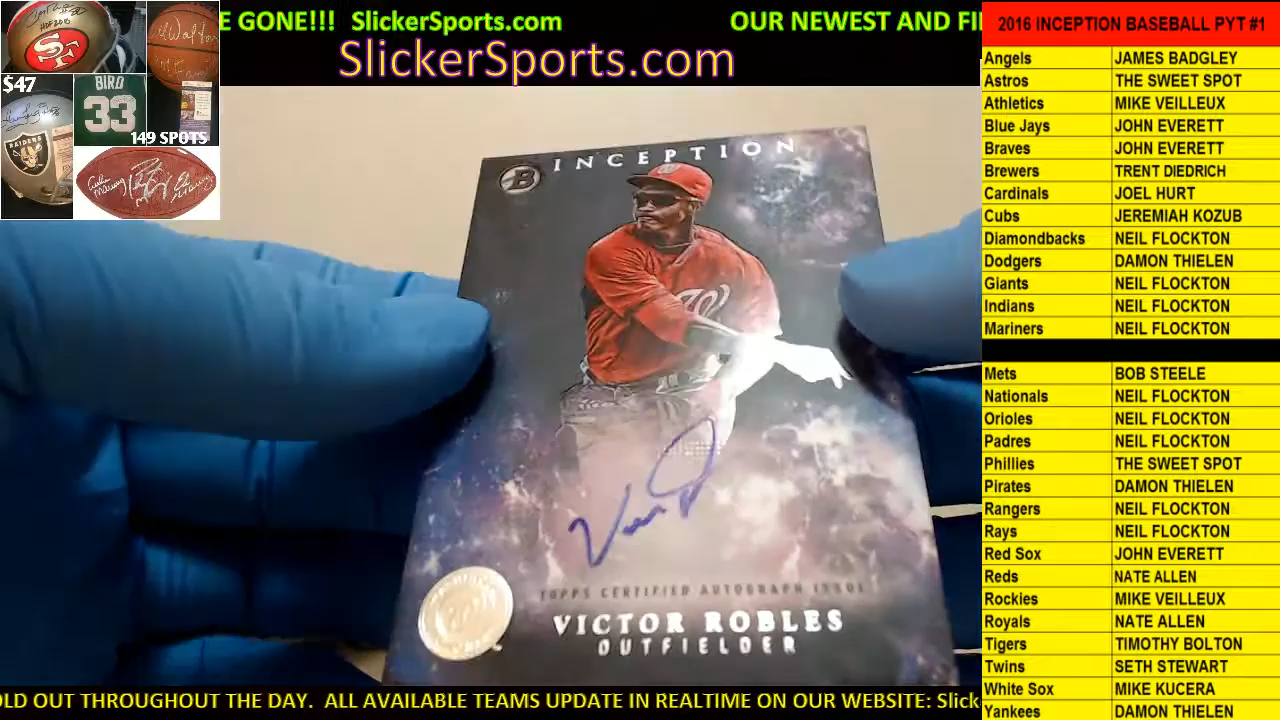 E GONE!!! SlickerSports.com
OUR NEWEST AND FI
SlickerSports.com
HOF 2013
$47
RAIDERS
BIRD
33
149 SPOTS
INCEPTION
B
TOPPS CERTIFIED AUTOGRAPH ISSUE
VICTOR ROBLES
OUTFIELDER
2016 INCEPTION BASEBALL PYT #1
Angels JAMES BADGLEY
Astros THE SWEET SPOT
Athletics MIKE VEILLEUX
Blue Jays JOHN EVERETT
Braves JOHN EVERETT
Brewers TRENT DIEDRICH
Cardinals JOEL HURT
Cubs JEREMIAH KOZUB
Diamondbacks NEIL FLOCKTON
Dodgers DAMON THIELEN
Giants NEIL FLOCKTON
Indians NEIL FLOCKTON
Mariners NEIL FLOCKTON
Mets BOB STEELE
Nationals NEIL FLOCKTON
Orioles NEIL FLOCKTON
Padres NEIL FLOCKTON
Phillies THE SWEET SPOT
Pirates DAMON THIELEN
Rangers NEIL FLOCKTON
Rays NEIL FLOCKTON
Red Sox JOHN EVERETT
Reds NATE ALLEN
Rockies MIKE VEILLEUX
Royals NATE ALLEN
Tigers TIMOTHY BOLTON
Twins SETH STEWART
White Sox MIKE KUCERA
Yankees DAMON THIELEN
OLD OUT THROUGHOUT THE DAY. ALL AVAILABLE TEAMS UPDATE IN REALTIME ON OUR WEBSITE: Slick